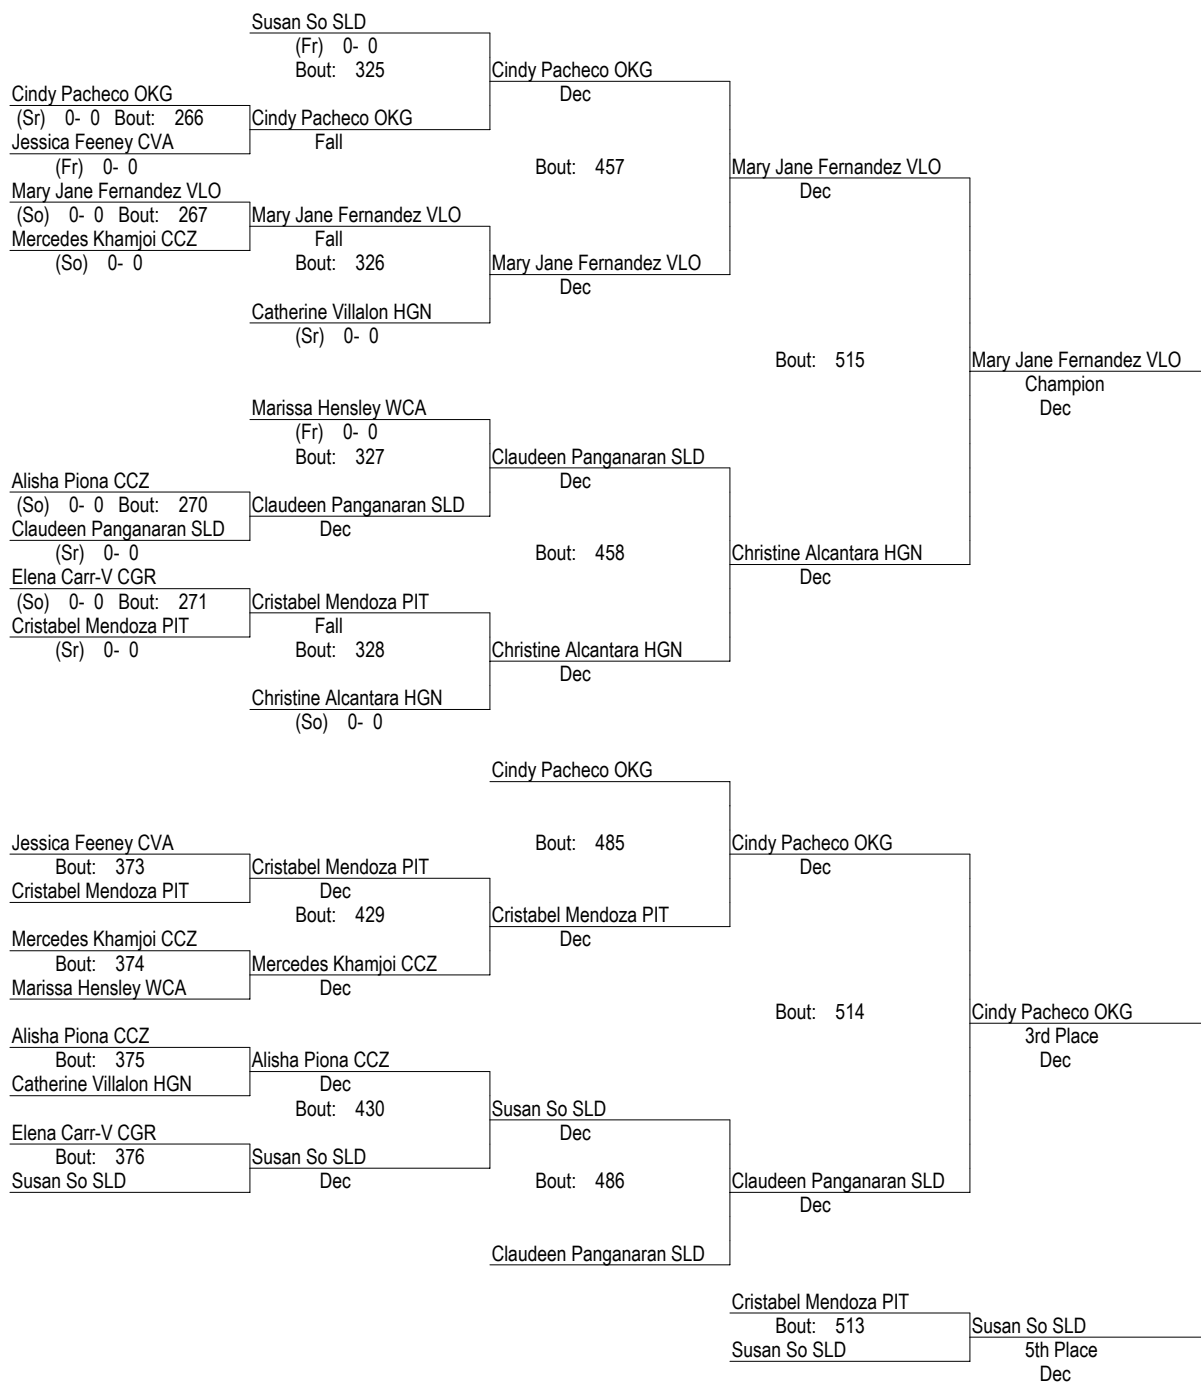 Susan So SLD
(Fr) 0- 0
Bout: 325
Cindy Pacheco OKG
Dec
Cindy Pacheco OKG
(Sr) 0- 0 Bout: 266
Cindy Pacheco OKG
Jessica Feeney CVA
Fall
(Fr) 0- 0
Bout: 457
Mary Jane Fernandez VLO
Dec
Mary Jane Fernandez VLO
(So) 0- 0 Bout: 267
Mary Jane Fernandez VLO
Mercedes Khamjoi CCZ
Fall
(So) 0- 0
Bout: 326
Mary Jane Fernandez VLO
Dec
Catherine Villalon HGN
(Sr) 0- 0
Bout: 515
Mary Jane Fernandez VLO
Champion
Dec
Marissa Hensley WCA
(Fr) 0- 0
Bout: 327
Claudeen Panganaran SLD
Dec
Alisha Piona CCZ
(So) 0- 0 Bout: 270
Claudeen Panganaran SLD
Claudeen Panganaran SLD
Dec
(Sr) 0- 0
Bout: 458
Christine Alcantara HGN
Dec
Elena Carr-V CGR
(So) 0- 0 Bout: 271
Cristabel Mendoza PIT
Cristabel Mendoza PIT
Fall
(Sr) 0- 0
Bout: 328
Christine Alcantara HGN
Dec
Christine Alcantara HGN
(So) 0- 0
Cindy Pacheco OKG
Jessica Feeney CVA
Bout: 485
Cindy Pacheco OKG
Dec
Bout: 373
Cristabel Mendoza PIT
Cristabel Mendoza PIT
Dec
Bout: 429
Cristabel Mendoza PIT
Dec
Mercedes Khamjoi CCZ
Bout: 374
Mercedes Khamjoi CCZ
Marissa Hensley WCA
Dec
Bout: 514
Cindy Pacheco OKG
3rd Place
Dec
Alisha Piona CCZ
Bout: 375
Alisha Piona CCZ
Catherine Villalon HGN
Dec
Bout: 430
Susan So SLD
Dec
Elena Carr-V CGR
Bout: 376
Susan So SLD
Susan So SLD
Dec
Bout: 486
Claudeen Panganaran SLD
Dec
Claudeen Panganaran SLD
Cristabel Mendoza PIT
Bout: 513
Susan So SLD
Susan So SLD
5th Place
Dec